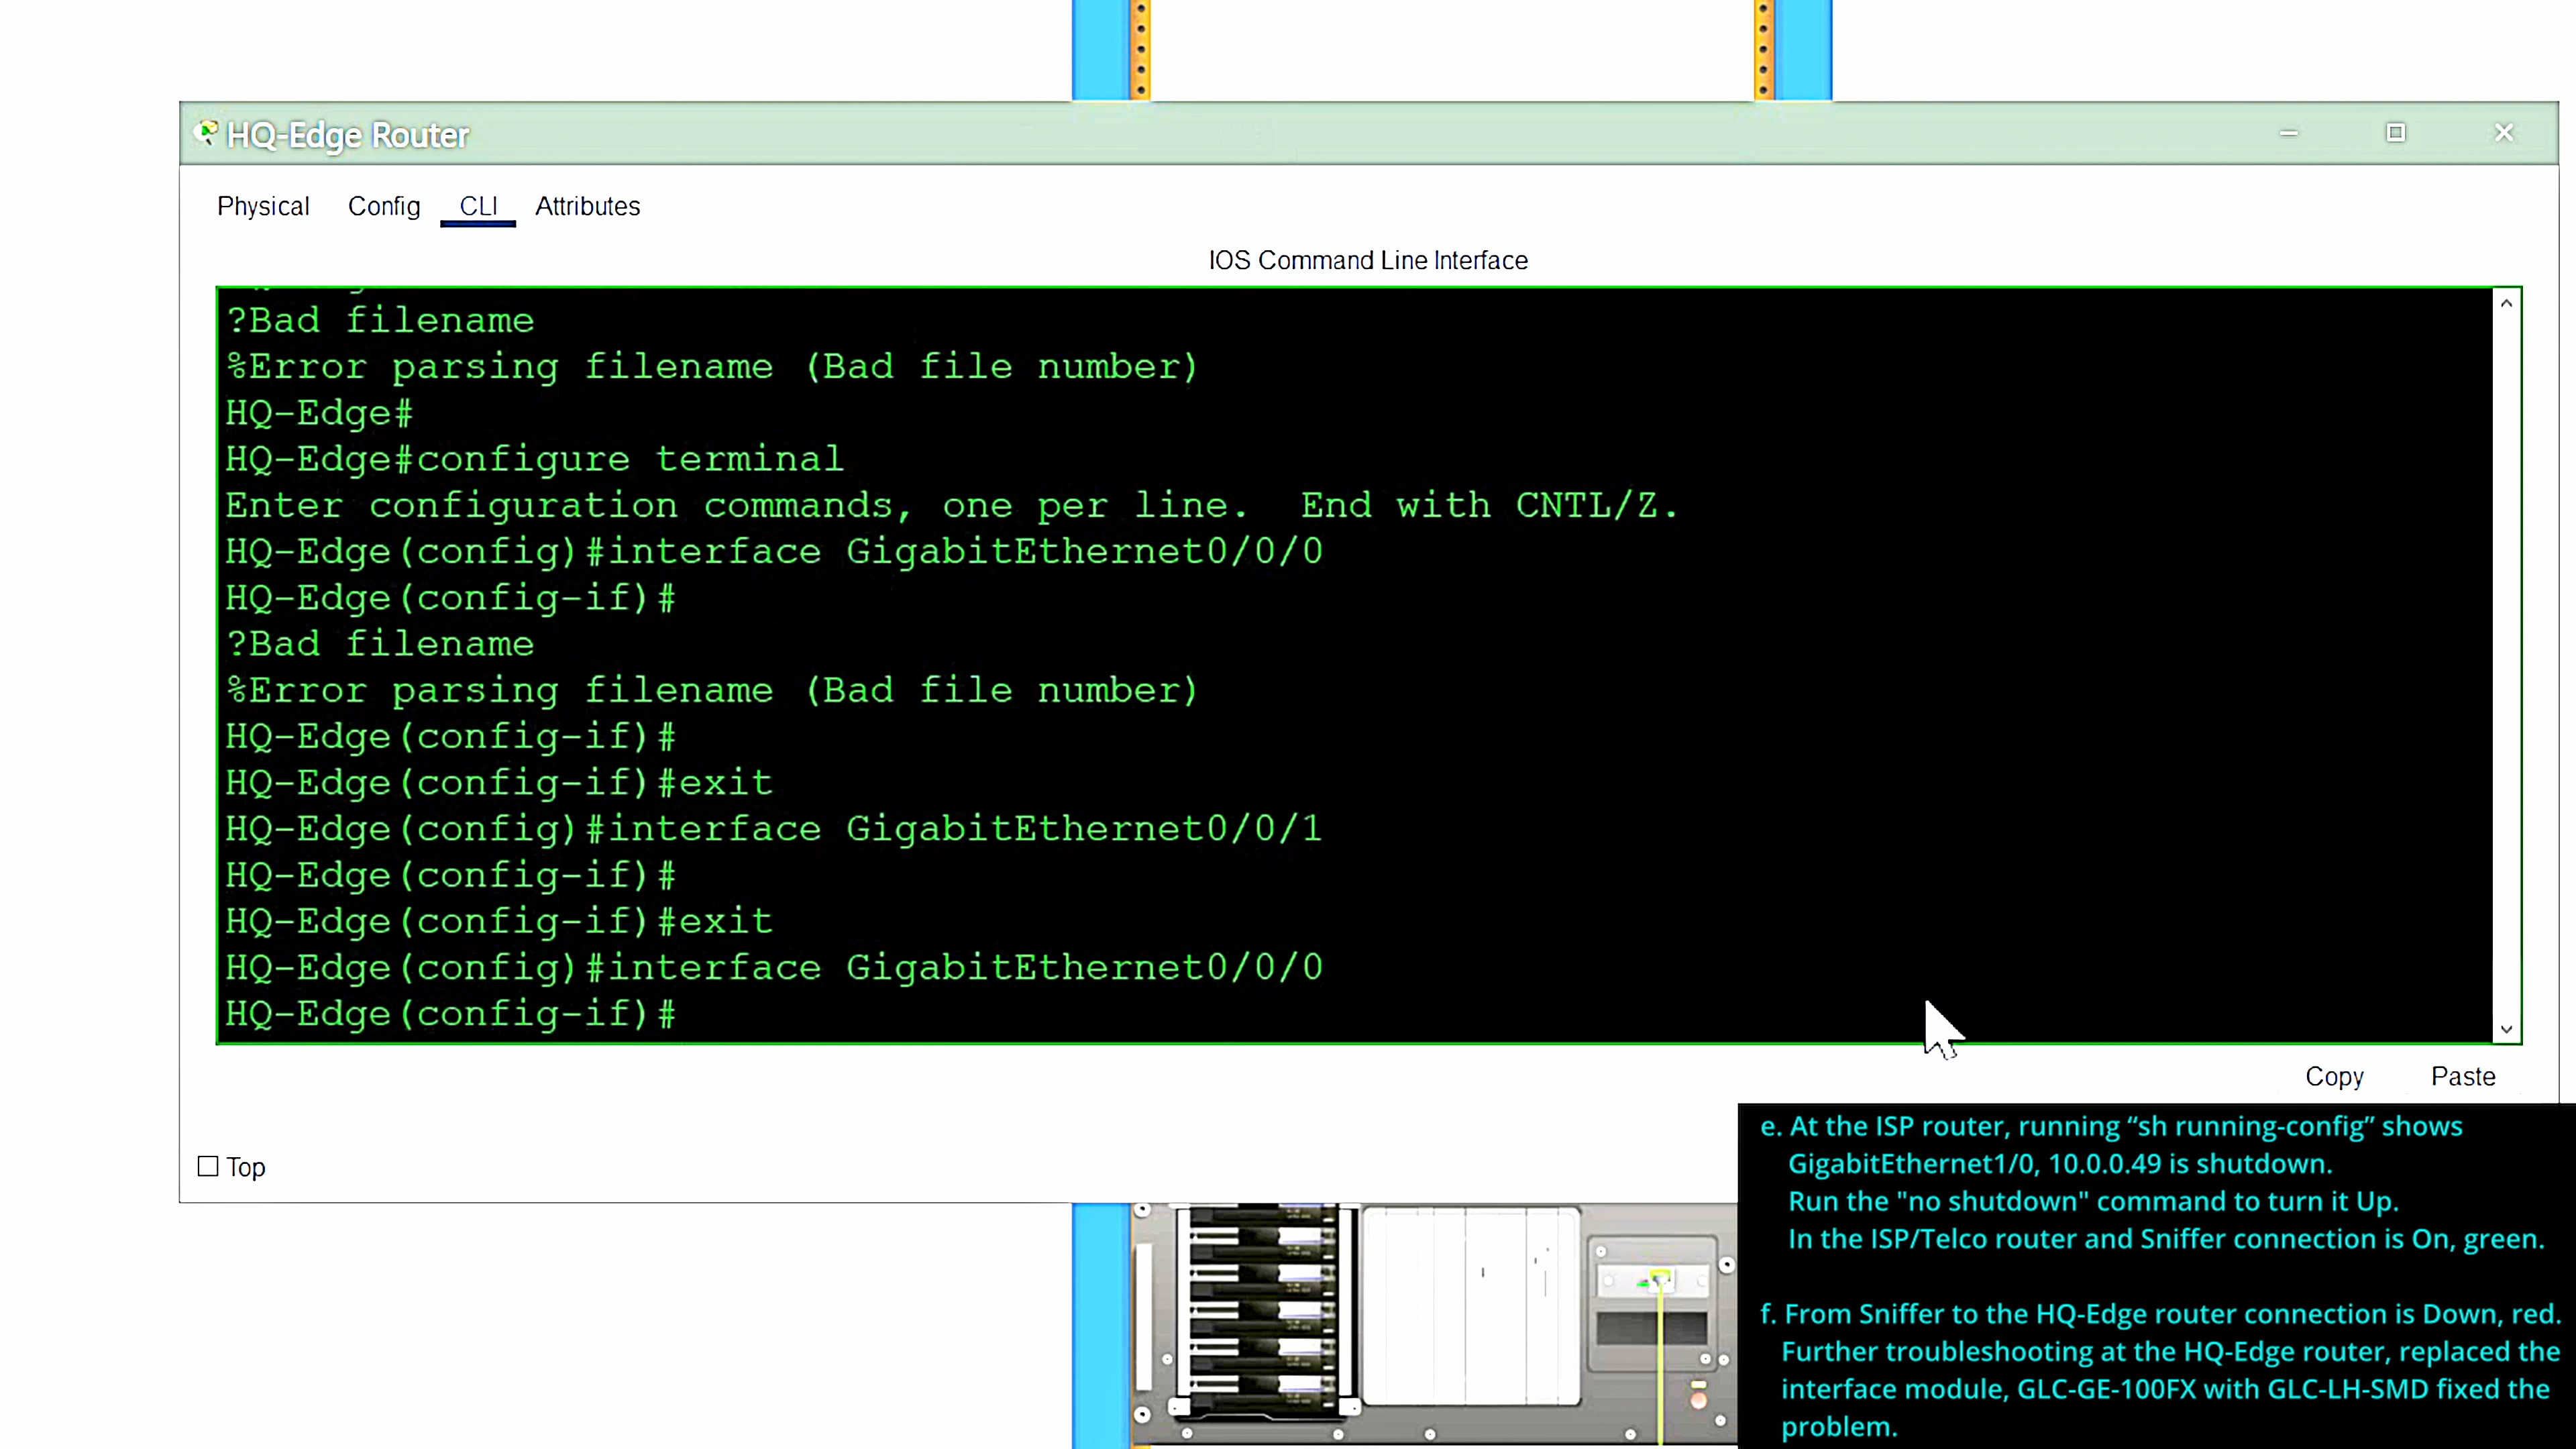 HQ-Edge Router
Physical Config CLI Attributes
IOS Command Line Interface
?Bad filename
%Error parsing filename (Bad file number)
HQ-Edge#
HQ-Edge#configure terminal
Enter configuration commands, one per line.  End with CNTL/Z.
HQ-Edge(config)#interface GigabitEthernet0/0/0
HQ-Edge(config-if)#
?Bad filename
%Error parsing filename (Bad file number)
HQ-Edge(config-if)#
HQ-Edge(config-if)#exit
HQ-Edge(config)#interface GigabitEthernet0/0/1
HQ-Edge(config-if)#
HQ-Edge(config-if)#exit
HQ-Edge(config)#interface GigabitEthernet0/0/0
HQ-Edge(config-if)#
Copy Paste
Top
e. At the ISP router, running “sh running-config” shows
GigabitEthernet1/0, 10.0.0.49 is shutdown.
Run the "no shutdown" command to turn it Up.
In the ISP/Telco router and Sniffer connection is On, green.
f. From Sniffer to the HQ-Edge router connection is Down, red.
Further troubleshooting at the HQ-Edge router, replaced the
interface module, GLC-GE-100FX with GLC-LH-SMD fixed the
problem.